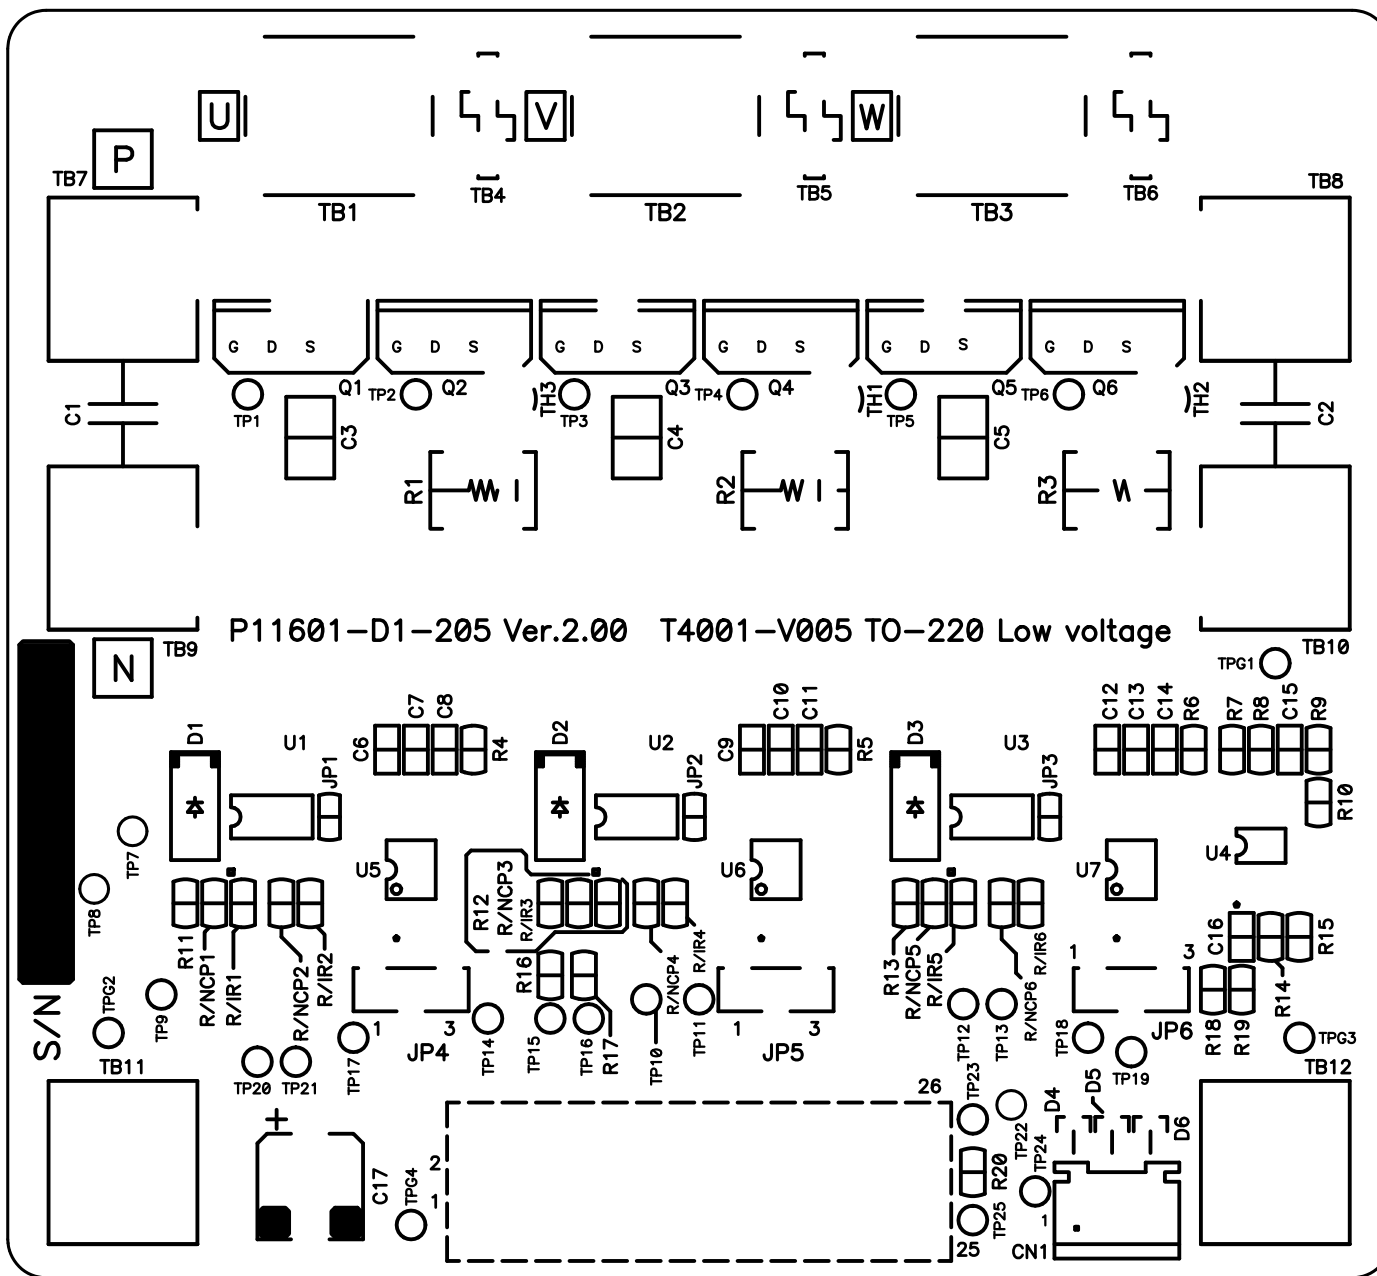 U V W
P
TB7 TB4 TB5 TB6 TB8
TB1 TB2 TB3
G D S G D S G D S G D S G D S G D S
Q1 TP2 Q2 Q3 TP4 Q4 Q5 TP6 Q6
TP1 TH3 TP3 TH1 TP5 TH2
C1 C3 C4 C5 C2
R1 R2 R3
P11601-D1-205 Ver.2.00 T4001-V005 TO-220 Low voltage
TB9 TB10
N
TPG1
D1 U1 C6 C7 C8 R4 D2 U2 C9 C10 C11 R5 D3 U3 C12 C13 C14 R6 R7 R8 C15 R9
JP1 JP2 JP3 R10
TP7 U5 U6 U7 U4
TP8 R12 R/NCP3 R/IR3
R11 R/NCP1 R/IR1 R/NCP2 R/IR2 R16 R/NCP4 R/IR4 R13 R/NCP5 R/IR5 R/NCP6 R/IR6 C16 R15
TPG2 TP9 R14
S/N
1 3 1 3 1 3
TP17 JP4 TP14 TP15 TP16 R17 TP10 TP11 JP5 TP12 TP13 TP18 JP6 R18 R19 TPG3
TB11 TP20 TP21 TP19 TB12
26 TP23 TP22 D4 D5 D6
+
2 C17 TPG4 R20 TP24
1 TP25 1
25 CN1